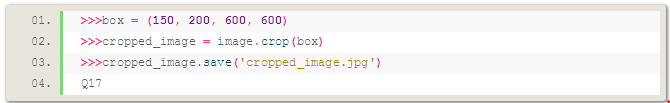 01. >>>box = (150, 200, 600, 600)
02. >>>cropped_image = image.crop(box)
03. >>>cropped_image.save('cropped_image.jpg')
04. Q17